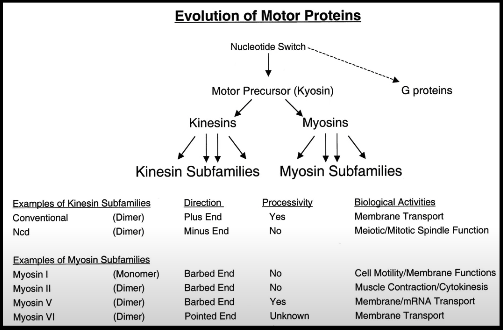 Evolution of Motor Proteins
Nucleotide Switch
Motor Precursor (Kyosin)
G proteins
Kinesins Myosins
Kinesin Subfamilies Myosin Subfamilies
Examples of Kinesin Subfamilies Direction Processivity Biological Activities
Conventional (Dimer) Plus End Yes Membrane Transport
Ncd (Dimer) Minus End No Meiotic/Mitotic Spindle Function
Examples of Myosin Subfamilies
Myosin I (Monomer) Barbed End No Cell Motility/Membrane Functions
Myosin II (Dimer) Barbed End No Muscle Contraction/Cytokinesis
Myosin V (Dimer) Barbed End Yes Membrane/mRNA Transport
Myosin VI (Dimer) Pointed End Unknown Membrane Transport